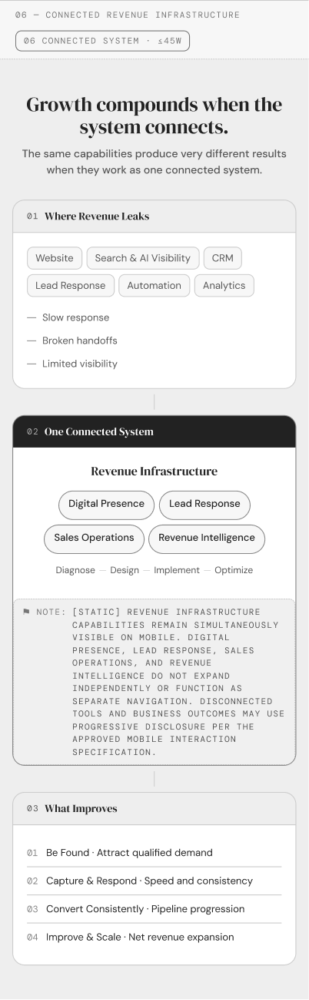 06 — CONNECTED REVENUE INFRASTRUCTURE
06 CONNECTED SYSTEM · ≤45W
Growth compounds when the
system connects.
The same capabilities produce very different results
when they work as one connected system.
01 Where Revenue Leaks
Website Search & AI Visibility CRM
Lead Response Automation Analytics
— Slow response
— Broken handoffs
— Limited visibility
02 One Connected System
Revenue Infrastructure
Digital Presence Lead Response
Sales Operations Revenue Intelligence
Diagnose — Design — Implement — Optimize
⚑ NOTE: [STATIC] REVENUE INFRASTRUCTURE
CAPABILITIES REMAIN SIMULTANEOUSLY
VISIBLE ON MOBILE. DIGITAL
PRESENCE, LEAD RESPONSE, SALES
OPERATIONS, AND REVENUE
INTELLIGENCE DO NOT EXPAND
INDEPENDENTLY OR FUNCTION AS
SEPARATE NAVIGATION. DISCONNECTED
TOOLS AND BUSINESS OUTCOMES MAY USE
PROGRESSIVE DISCLOSURE PER THE
APPROVED MOBILE INTERACTION
SPECIFICATION.
03 What Improves
01 Be Found · Attract qualified demand
02 Capture & Respond · Speed and consistency
03 Convert Consistently · Pipeline progression
04 Improve & Scale · Net revenue expansion